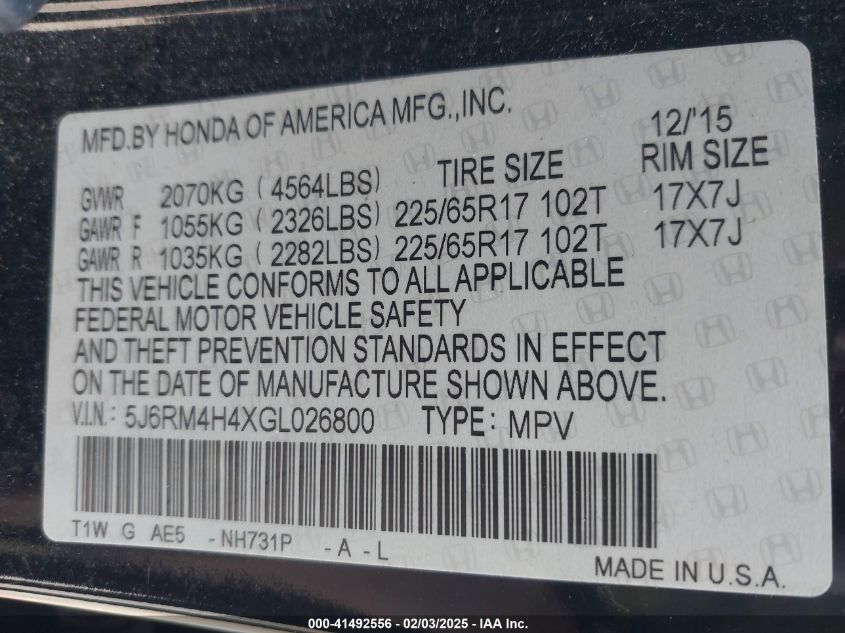 MFD.BY HONDA OF AMERICA MFG.,INC. 12/'15
TIRE SIZE RIM SIZE
GVWR 2070KG (4564LBS)
GAWR F 1055KG (2326LBS) 225/65R17 102T 17X7J
GAWR R 1035KG (2282LBS) 225/65R17 102T 17X7J
THIS VEHICLE CONFORMS TO ALL APPLICABLE
FEDERAL MOTOR VEHICLE SAFETY
AND THEFT PREVENTION STANDARDS IN EFFECT
ON THE DATE OF MANUFACTURE SHOWN ABOVE.
V.I.N.: 5J6RM4H4XGL026800 TYPE: MPV
T1W G AE5 -NH731P -A-L
MADE IN U.S.A.
000-41492556 - 02/03/2025 - IAA Inc.